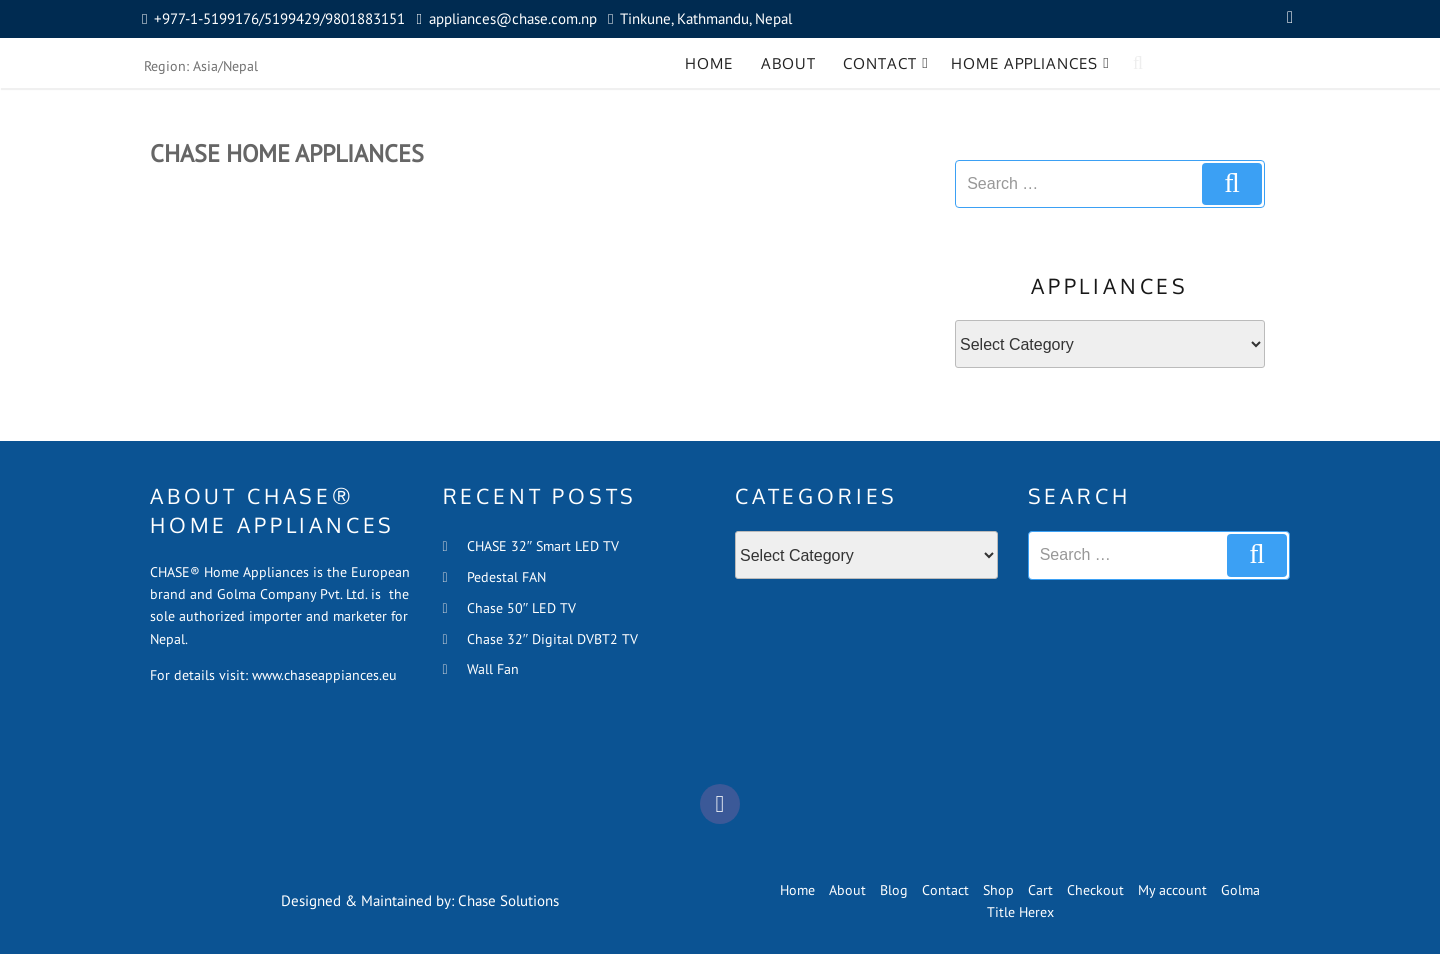 +977-1-5199176/5199429/9801883151 appliances@chase.com.np Tinkune, Kathmandu, Nepal
Region: Asia/Nepal
HOME ABOUT CONTACT HOME APPLIANCES
CHASE HOME APPLIANCES
Search …
APPLIANCES
Select Category
ABOUT CHASE®
HOME APPLIANCES
CHASE® Home Appliances is the European
brand and Golma Company Pvt. Ltd. is the
sole authorized importer and marketer for
Nepal.
For details visit: www.chaseappiances.eu
RECENT POSTS
CHASE 32″ Smart LED TV
Pedestal FAN
Chase 50″ LED TV
Chase 32″ Digital DVBT2 TV
Wall Fan
CATEGORIES
Select Category
SEARCH
Search …
Designed & Maintained by: Chase Solutions
Home About Blog Contact Shop Cart Checkout My account Golma
Title Herex